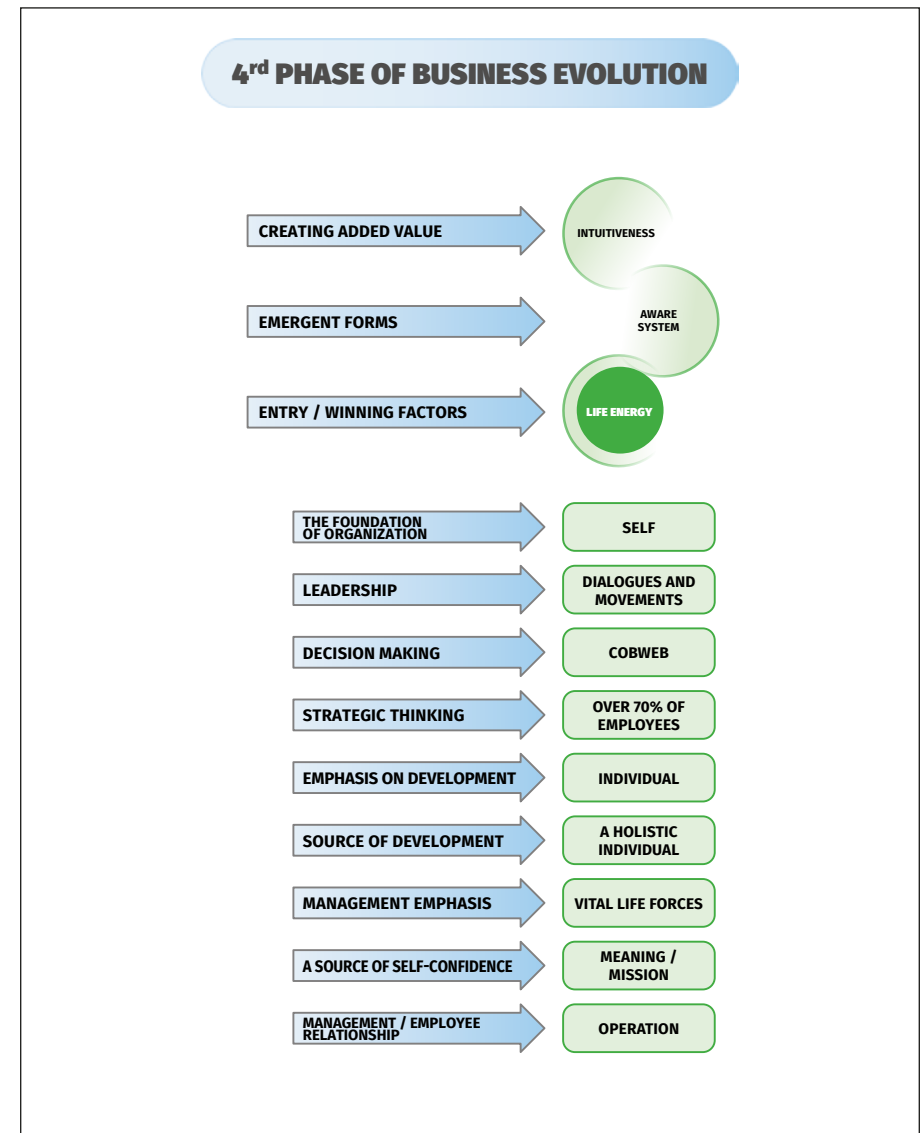 4rd PHASE OF BUSINESS EVOLUTION
CREATING ADDED VALUE
INTUITIVENESS
EMERGENT FORMS
AWARE
SYSTEM
ENTRY / WINNING FACTORS
LIFE ENERGY
THE FOUNDATION
OF ORGANIZATION
SELF
LEADERSHIP
DIALOGUES AND
MOVEMENTS
DECISION MAKING
COBWEB
STRATEGIC THINKING
OVER 70% OF
EMPLOYEES
EMPHASIS ON DEVELOPMENT
INDIVIDUAL
SOURCE OF DEVELOPMENT
A HOLISTIC
INDIVIDUAL
MANAGEMENT EMPHASIS
VITAL LIFE FORCES
A SOURCE OF SELF-CONFIDENCE
MEANING /
MISSION
MANAGEMENT / EMPLOYEE
RELATIONSHIP
OPERATION